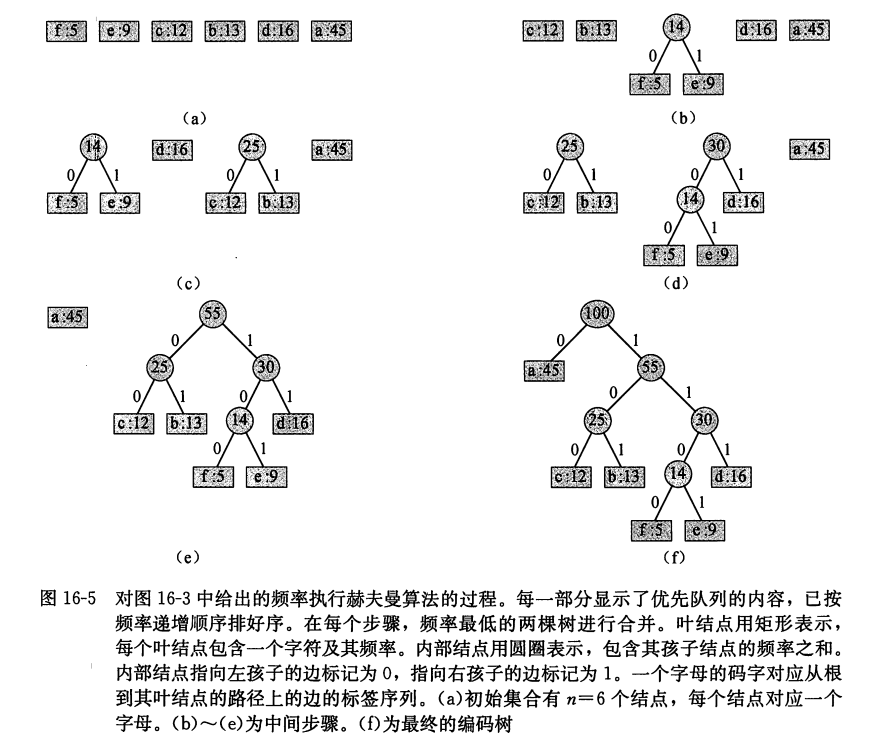 f:5 e:9 c:12 b:13 d:16 a:45
(a)
c:12 b:13 14 d:16 a:45
0 1
f:5 e:9
(b)
14 d:16 25 a:45
0 1 0 1
f:5 e:9 c:12 b:13
(c)
25 30 a:45
0 1 0 1
c:12 b:13 14 d:16
0 1
f:5 e:9
(d)
a:45 55
0 1
25 30
0 1 0 1
c:12 b:13 14 d:16
0 1
f:5 e:9
(e)
100
0 1
a:45 55
0 1
25 30
0 1 0 1
c:12 b:13 14 d:16
0 1
f:5 e:9
(f)
图 16-5 对图 16-3 中给出的频率执行赫夫曼算法的过程。每一部分显示了优先队列的内容，已按
频率递增顺序排好序。在每个步骤，频率最低的两棵树进行合并。叶结点用矩形表示，
每个叶结点包含一个字符及其频率。内部结点用圆圈表示，包含其孩子结点的频率之和。
内部结点指向左孩子的边标记为 0，指向右孩子的边标记为 1。一个字母的码字对应从根
到其叶结点的路径上的边的标签序列。(a)初始集合有 n=6 个结点，每个结点对应一个
字母。(b)～(e)为中间步骤。(f)为最终的编码树